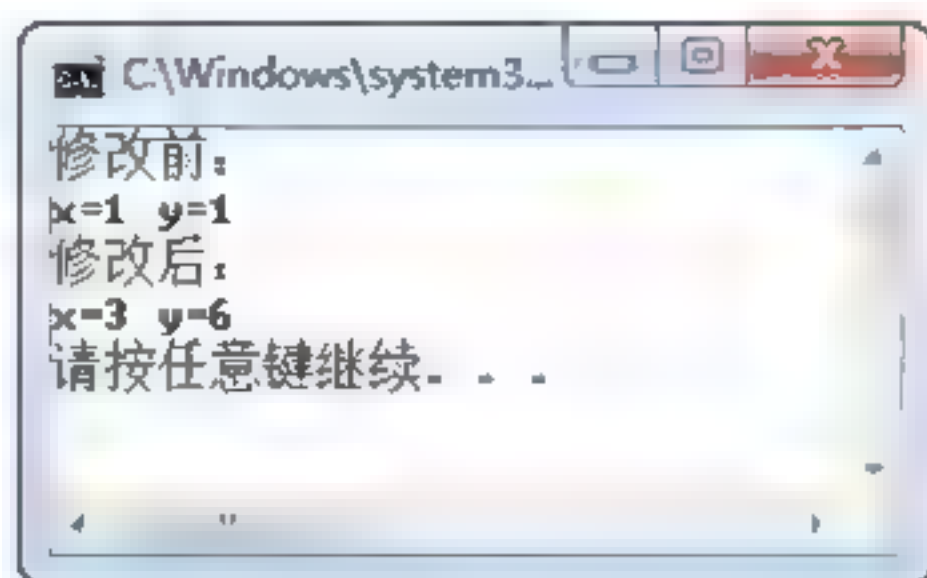 C:\Windows\system3...
修改前：
x=1 y=1
修改后：
x=3 y=6
请按任意键继续. . .